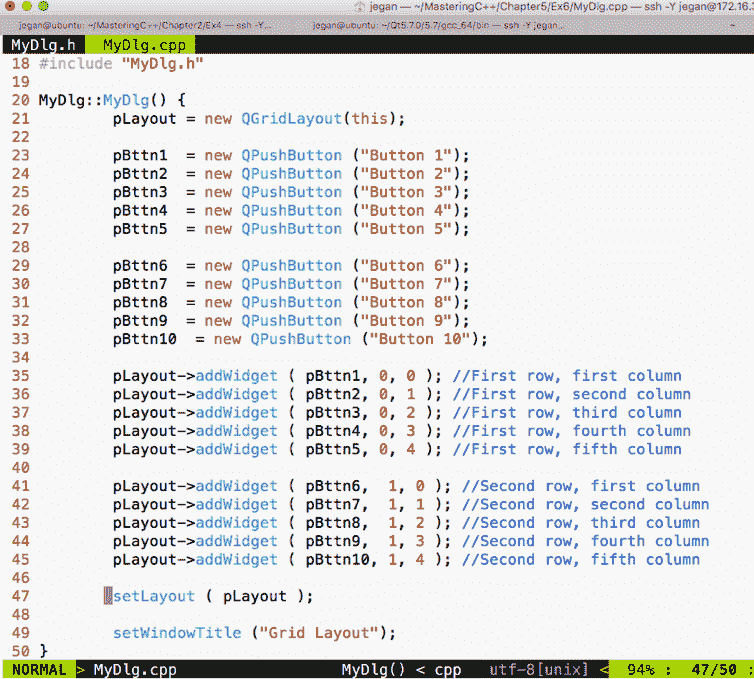 jegan — ~/MasteringC++/Chapter5/Ex6/MyDlg.cpp — ssh -Y jegan@172.16.3
jegan@ubuntu: ~/MasteringC++/Chapter2/Ex4 — ssh -Y... jegan@ubuntu: ~/Qt5.7.0/5.7/gcc_64/bin — ssh -Y jegan...
MyDlg.h MyDlg.cpp
18 #include "MyDlg.h"
19
20 MyDlg::MyDlg() {
21 pLayout = new QGridLayout(this);
22
23 pBttn1 = new QPushButton ("Button 1");
24 pBttn2 = new QPushButton ("Button 2");
25 pBttn3 = new QPushButton ("Button 3");
26 pBttn4 = new QPushButton ("Button 4");
27 pBttn5 = new QPushButton ("Button 5");
28
29 pBttn6 = new QPushButton ("Button 6");
30 pBttn7 = new QPushButton ("Button 7");
31 pBttn8 = new QPushButton ("Button 8");
32 pBttn9 = new QPushButton ("Button 9");
33 pBttn10 = new QPushButton ("Button 10");
34
35 pLayout->addWidget ( pBttn1, 0, 0 ); //First row, first column
36 pLayout->addWidget ( pBttn2, 0, 1 ); //First row, second column
37 pLayout->addWidget ( pBttn3, 0, 2 ); //First row, third column
38 pLayout->addWidget ( pBttn4, 0, 3 ); //First row, fourth column
39 pLayout->addWidget ( pBttn5, 0, 4 ); //First row, fifth column
40
41 pLayout->addWidget ( pBttn6, 1, 0 ); //Second row, first column
42 pLayout->addWidget ( pBttn7, 1, 1 ); //Second row, second column
43 pLayout->addWidget ( pBttn8, 1, 2 ); //Second row, third column
44 pLayout->addWidget ( pBttn9, 1, 3 ); //Second row, fourth column
45 pLayout->addWidget ( pBttn10, 1, 4 ); //Second row, fifth column
46
47 setLayout ( pLayout );
48
49 setWindowTitle ("Grid Layout");
50 }
NORMAL > MyDlg.cpp MyDlg() < cpp utf-8[unix] < 94% : 47/50 :